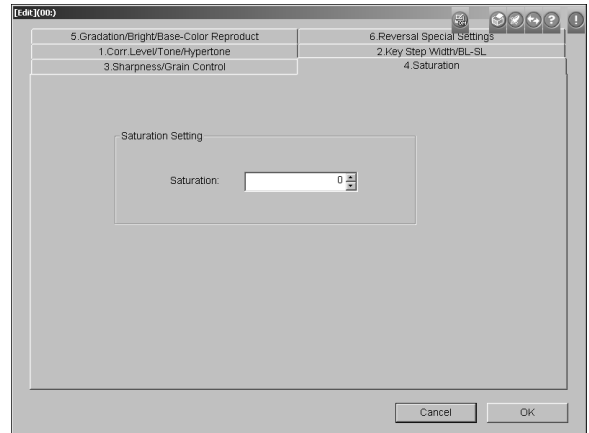 [Edit](00:)
5.Gradation/Bright/Base-Color Reproduct
6.Reversal Special Settings
1.Corr.Level/Tone/Hypertone
2.Key Step Width/BL-SL
3.Sharpness/Grain Control
4.Saturation
Saturation Setting
Saturation: 0
Cancel OK